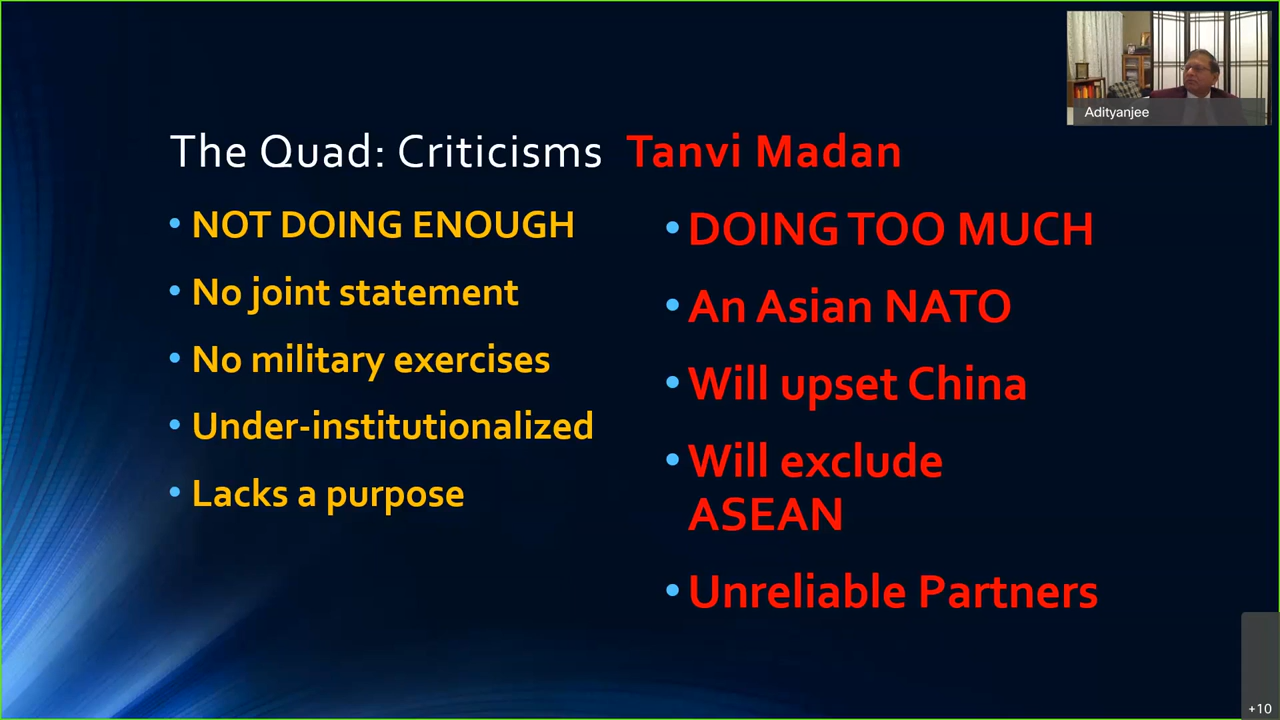 Adityanjee
The Quad: Criticisms Tanvi Madan
• NOT DOING ENOUGH
• No joint statement
• No military exercises
• Under-institutionalized
• Lacks a purpose
• DOING TOO MUCH
• An Asian NATO
• Will upset China
• Will exclude
ASEAN
• Unreliable Partners
+10